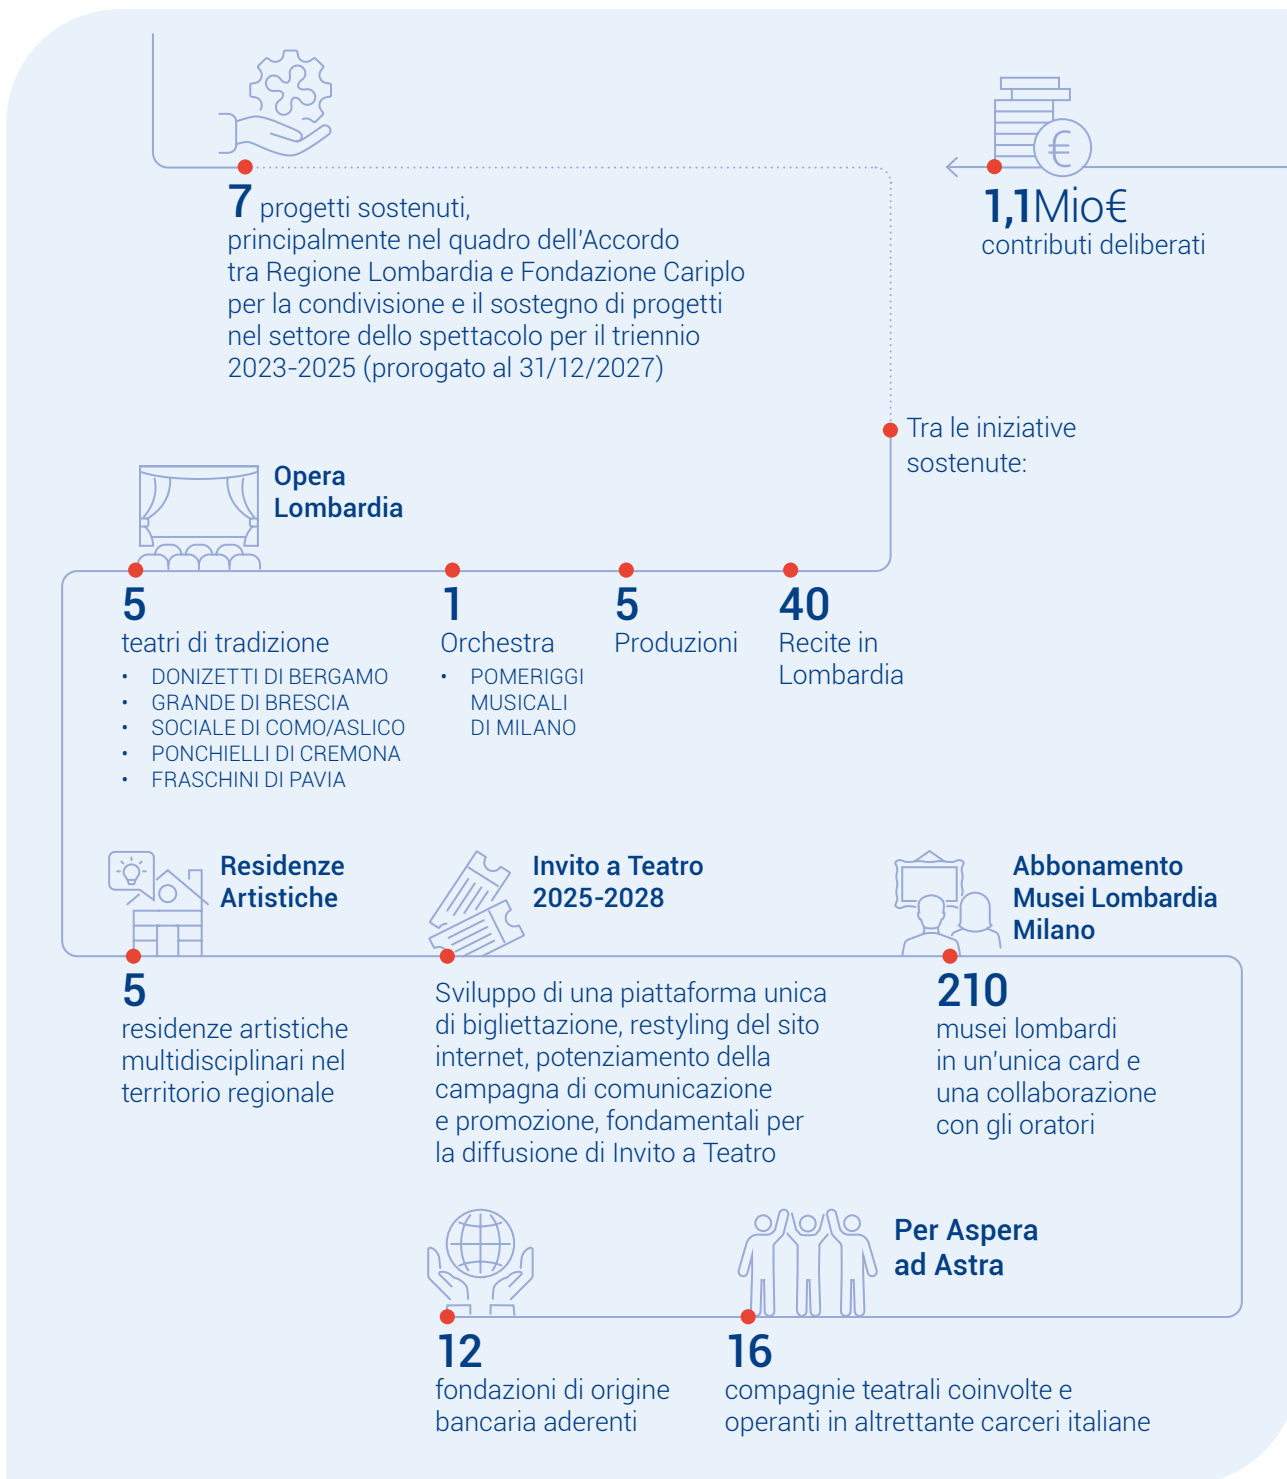 1,1Mio€
contributi deliberati
7 progetti sostenuti,
principalmente nel quadro dell'Accordo
tra Regione Lombardia e Fondazione Cariplo
per la condivisione e il sostegno di progetti
nel settore dello spettacolo per il triennio
2023-2025 (prorogato al 31/12/2027)
Tra le iniziative
sostenute:
Opera
Lombardia
5
teatri di tradizione
• DONIZETTI DI BERGAMO
• GRANDE DI BRESCIA
• SOCIALE DI COMO/ASLICO
• PONCHIELLI DI CREMONA
• FRASCHINI DI PAVIA
1
Orchestra
• POMERIGGI
MUSICALI
DI MILANO
5
Produzioni
40
Recite in
Lombardia
Residenze
Artistiche
5
residenze artistiche
multidisciplinari nel
territorio regionale
Invito a Teatro
2025-2028
Sviluppo di una piattaforma unica
di bigliettazione, restyling del sito
internet, potenziamento della
campagna di comunicazione
e promozione, fondamentali per
la diffusione di Invito a Teatro
Abbonamento
Musei Lombardia
Milano
210
musei lombardi
in un'unica card e
una collaborazione
con gli oratori
Per Aspera
ad Astra
12
fondazioni di origine
bancaria aderenti
16
compagnie teatrali coinvolte e
operanti in altrettante carceri italiane